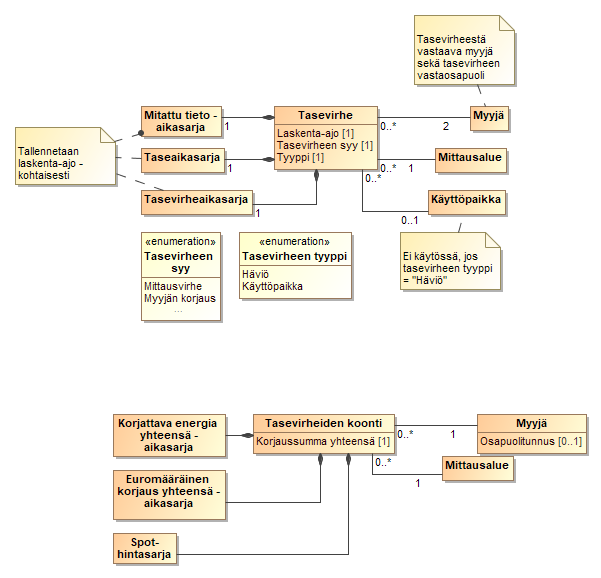 Tasevirheestä
vastaava myyjä
sekä tasevirheen
vastaosapuoli
Mitattu tieto -
aikasarja
1
Tasevirhe
Laskenta-ajo [1]
Tasevirheen syy [1]
Tyyppi [1]
0..*
2
Myyjä
Tallennetaan
laskenta-ajo -
kohtaisesti
Taseaikasarja
1
0..*
1
Mittausalue
Tasevirheaikasarja
1
0..*
0..1
Käyttöpaikka
Ei käytössä, jos
tasevirheen tyyppi
= "Häviö"
«enumeration»
Tasevirheen
syy
Mittausvirhe
Myyjän korjaus
...
«enumeration»
Tasevirheen tyyppi
Häviö
Käyttöpaikka
Korjattava energia
yhteensä -
aikasarja
Tasevirheiden koonti
Korjaussumma yhteensä [1]
0..*
1
Myyjä
Osapuolitunnus [0..1]
0..*
1
Mittausalue
Euromääräinen
korjaus yhteensä -
aikasarja
Spot-
hintasarja